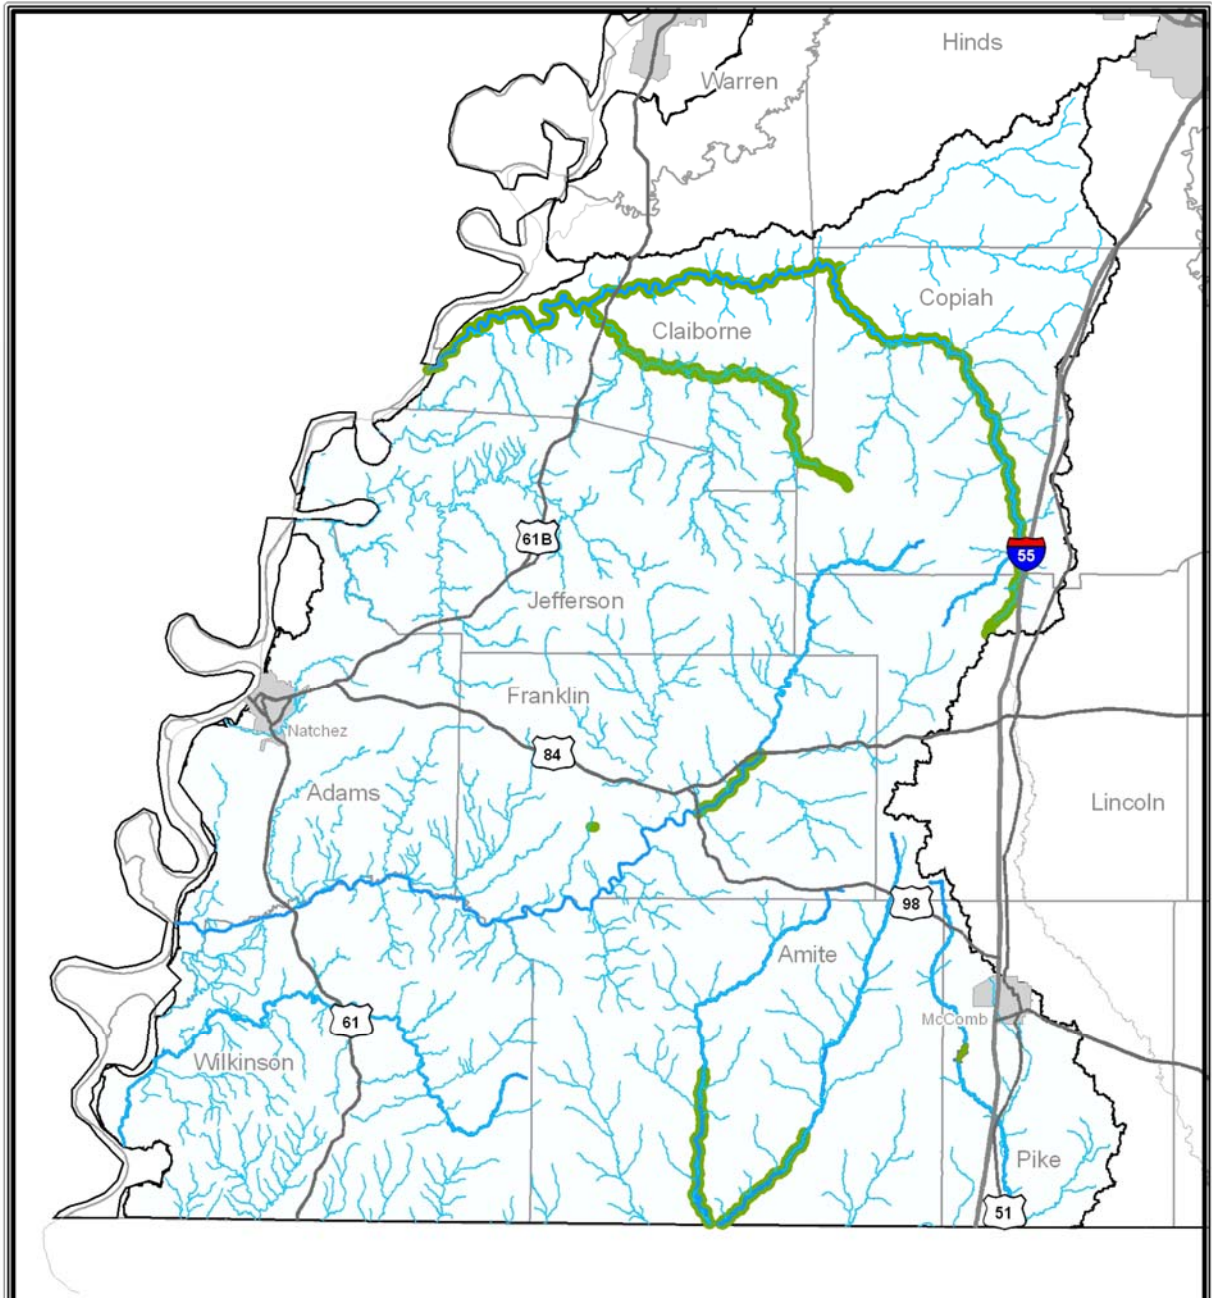 Hinds
Warren
Copiah
Claiborne
61B
55
Jefferson
Franklin
Natchez
84
Adams
Lincoln
98
Amite
McComb
61
Wilkinson
Pike
51